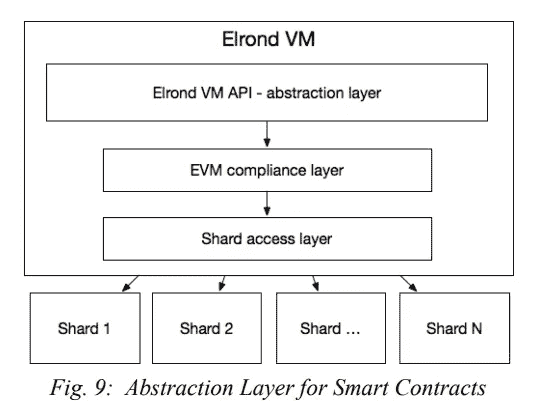 Elrond VM
Elrond VM API - abstraction layer
EVM compliance layer
Shard access layer
Shard 1
Shard 2
Shard ...
Shard N
Fig. 9: Abstraction Layer for Smart Contracts